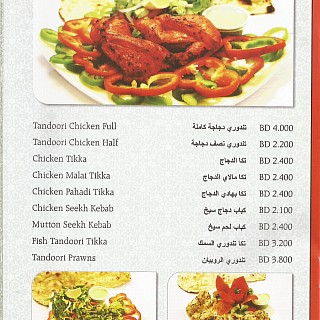 Tandoori Chicken Full تندوري دجاجة كاملة BD 4.000
Tandoori Chicken Half تندوري نصف دجاجة BD 2.200
Chicken Tikka تكا الدجاج BD 2.400
Chicken Malai Tikka تكا مالاي الدجاج BD 2.400
Chicken Pahadi Tikka تكا بهادي الدجاج BD 2.400
Chicken Seekh Kebab كباب دجاج سيخ BD 2.100
Mutton Seekh Kebab كباب لحم سيخ BD 2.400
Fish Tandoori Tikka تكا تندوري السمك BD 3.200
Tandoori Prawns تندوري الروبيان BD 3.800